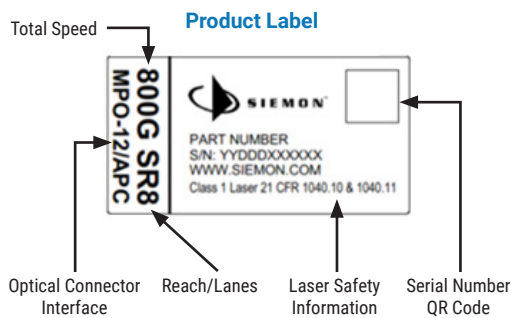 Product Label
Total Speed
800G SR8
MPO-12/APC
SIEMON
PART NUMBER
S/N: YYDDDXXXXXX
WWW.SIEMON.COM
Class 1 Laser 21 CFR 1040.10 & 1040.11
Optical Connector
Interface
Reach/Lanes
Laser Safety
Information
Serial Number
QR Code